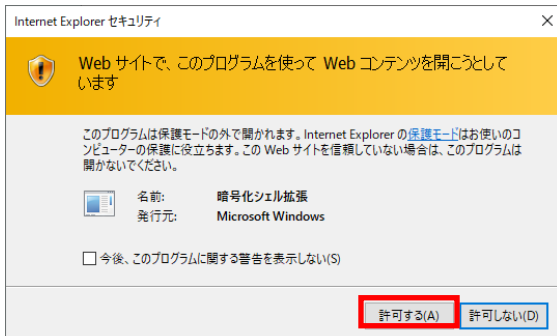 Internet Explorer セキュリティ
Web サイトで、このプログラムを使って Web コンテンツを開こうとして
います
このプログラムは保護モードの外で開かれます。Internet Explorer の保護モードはお使いのコ
ンピューターの保護に役立ちます。この Web サイトを信頼していない場合は、このプログラムは
開かないでください。
名前: 暗号化シェル拡張
発行元: Microsoft Windows
今後、このプログラムに関する警告を表示しない(S)
許可する(A) 許可しない(D)